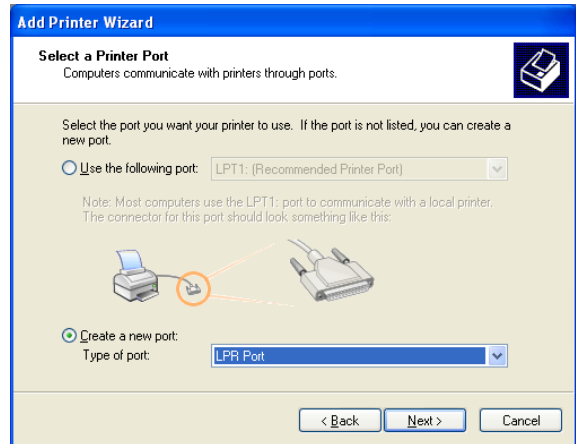 Add Printer Wizard
Select a Printer Port
Computers communicate with printers through ports.
Select the port you want your printer to use. If the port is not listed, you can create a
new port.
Use the following port: LPT1: (Recommended Printer Port)
Note: Most computers use the LPT1: port to communicate with a local printer.
The connector for this port should look something like this:
Create a new port:
Type of port: LPR Port
< Back Next > Cancel